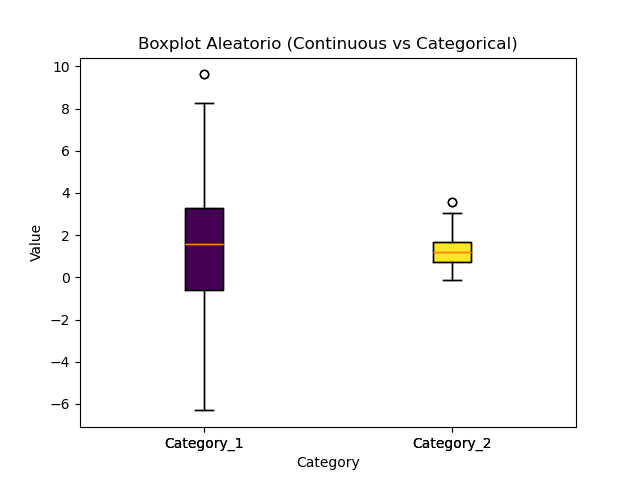 Boxplot Aleatorio (Continuous vs Categorical)
10
8
6
4
2
0
−2
−4
−6
Value
Category_1
Category_2
Category